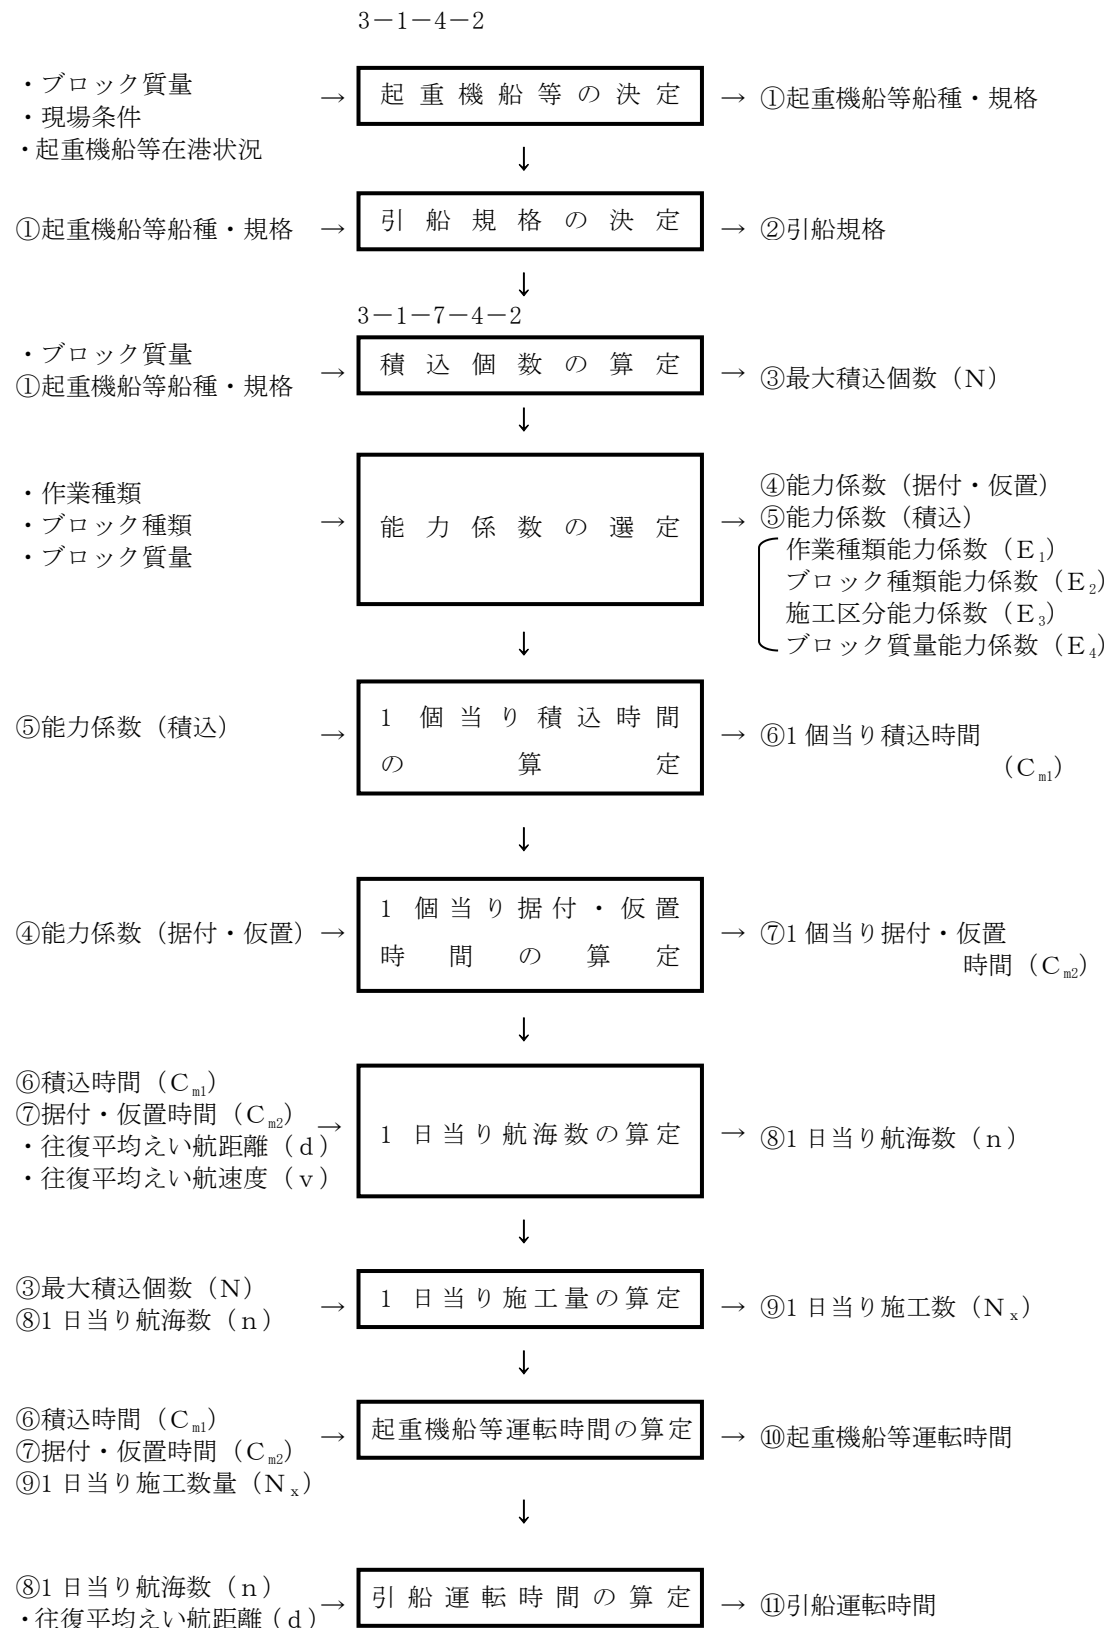 3－1－4－2
・ブロック質量
・現場条件
・起重機船等在港状況
→
起重機船等の決定
→ ①起重機船等船種・規格
↓
①起重機船等船種・規格 →
引船規格の決定
→ ②引船規格
↓
3－1－7－4－2
・ブロック質量
①起重機船等船種・規格
→
積込個数の算定
→ ③最大積込個数（N）
↓
・作業種類
・ブロック種類
・ブロック質量
→
能力係数の選定
→
④能力係数（据付・仮置）
⑤能力係数（積込）
作業種類能力係数（E₁）
ブロック種類能力係数（E₂）
施工区分能力係数（E₃）
ブロック質量能力係数（E₄）
↓
⑤能力係数（積込）
→
1 個当り積込時間
の算定
→ ⑥1 個当り積込時間
（Cm1）
↓
④能力係数（据付・仮置）→
1 個当り据付・仮置
時間の算定
→ ⑦1 個当り据付・仮置
時間（Cm2）
↓
⑥積込時間（Cm1）
⑦据付・仮置時間（Cm2）
・往復平均えい航距離（d）
・往復平均えい航速度（v）
→
1 日当り航海数の算定
→ ⑧1 日当り航海数（n）
↓
③最大積込個数（N）
⑧1 日当り航海数（n）
→
1 日当り施工量の算定
→ ⑨1 日当り施工数（Nx）
↓
⑥積込時間（Cm1）
⑦据付・仮置時間（Cm2）
⑨1 日当り施工数量（Nx）
→
起重機船等運転時間の算定
→ ⑩起重機船等運転時間
↓
⑧1 日当り航海数（n）
・往復平均えい航距離（d）
→
引船運転時間の算定
→ ⑪引船運転時間